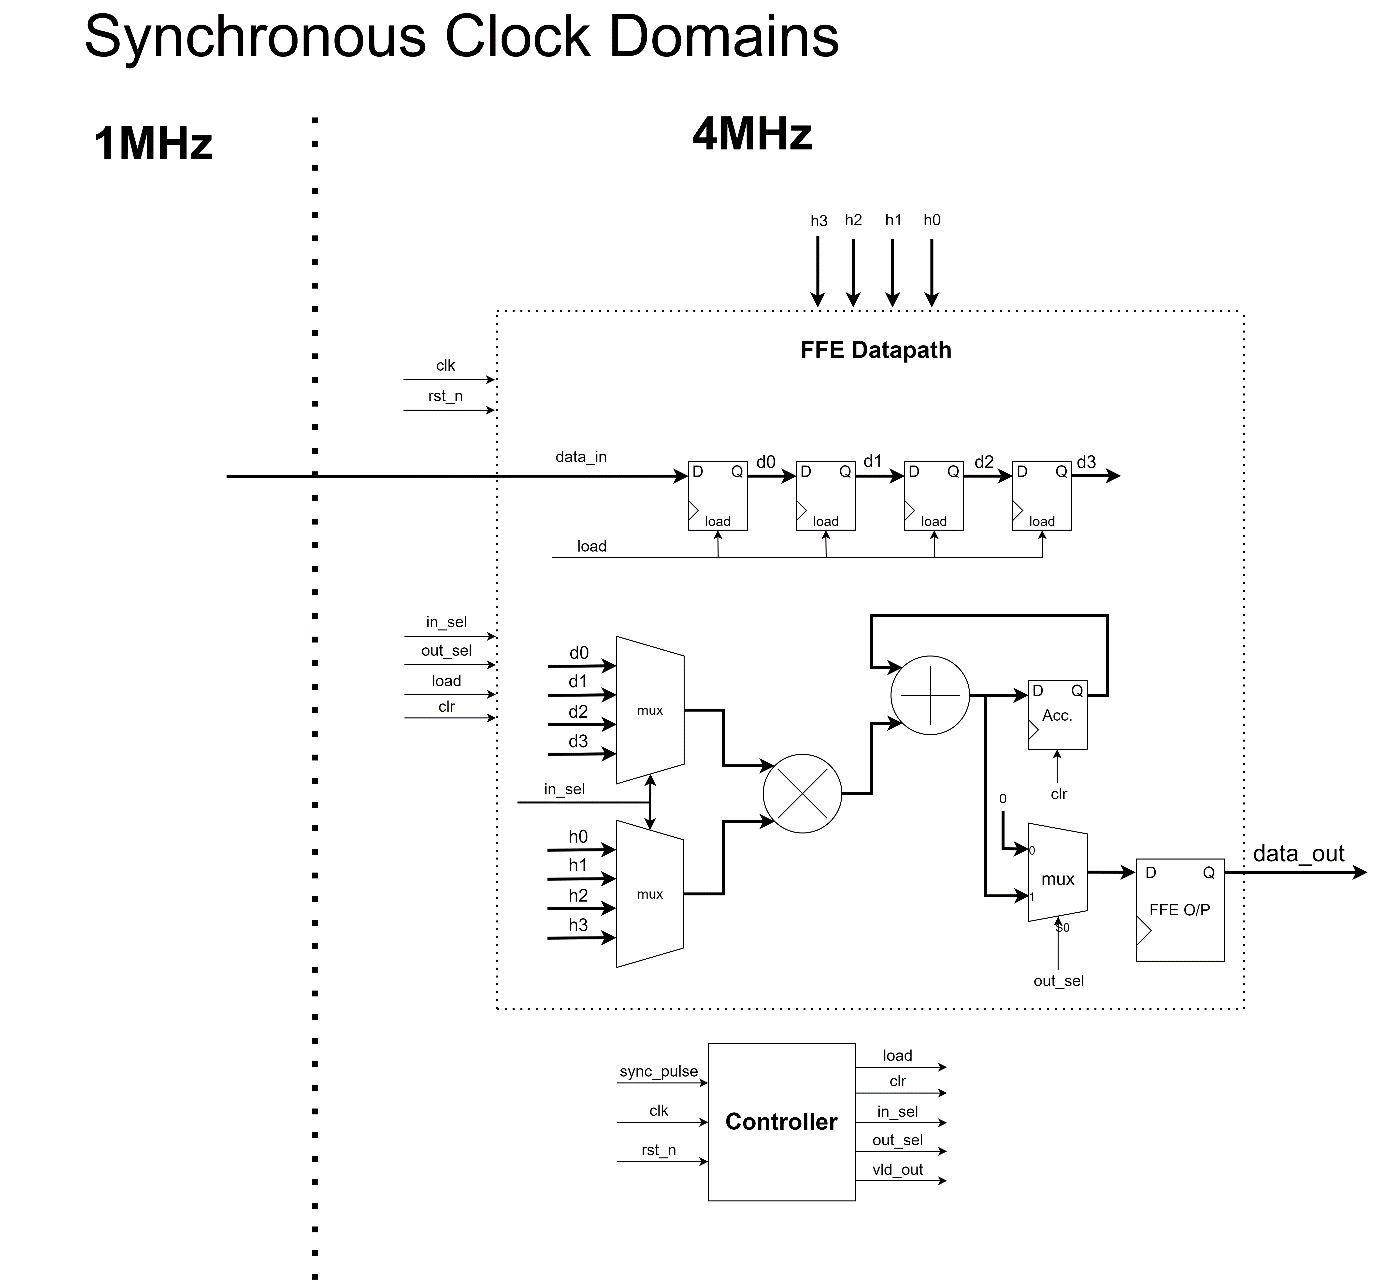 Synchronous Clock Domains
1MHz
4MHz
h3 h2 h1 h0
FFE Datapath
clk
rst_n
data_in
D Q d0 D Q d1 D Q d2 D Q d3
load load load load
load
in_sel
out_sel
load
clr
d0
d1
d2
d3
mux
in_sel
h0
h1
h2
h3
mux
D Q
Acc.
clr
0
0
mux
1
S0
out_sel
D Q
FFE O/P
data_out
sync_pulse
clk
rst_n
Controller
load
clr
in_sel
out_sel
vld_out